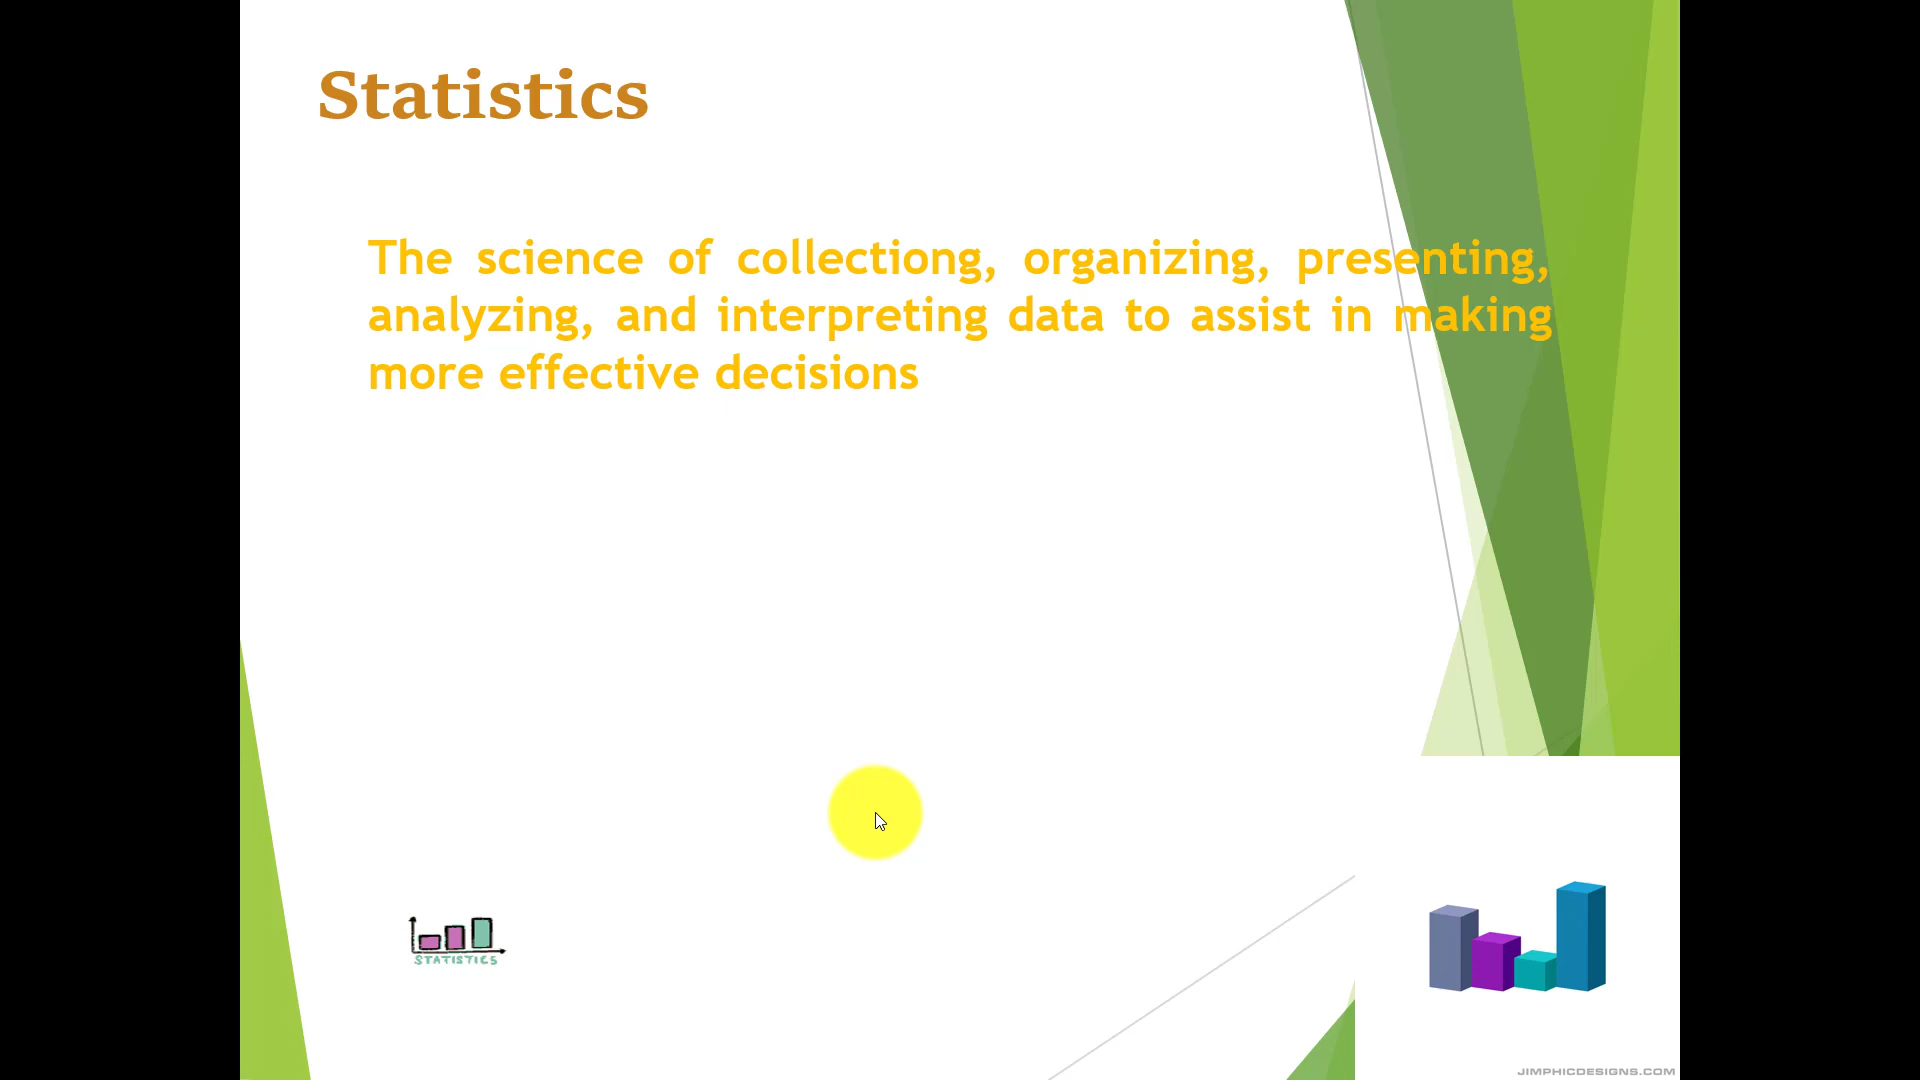 Statistics
The science of collectiong, organizing, presenting,
analyzing, and interpreting data to assist in making
more effective decisions
STATISTICS
JIMPHICDESIGNS.COM